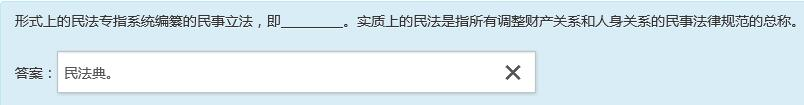 形式上的民法专指系统编纂的民事立法，即__________。实质上的民法是指所有调整财产关系和人身关系的民事法律规范的总称。
答案： 民法典。